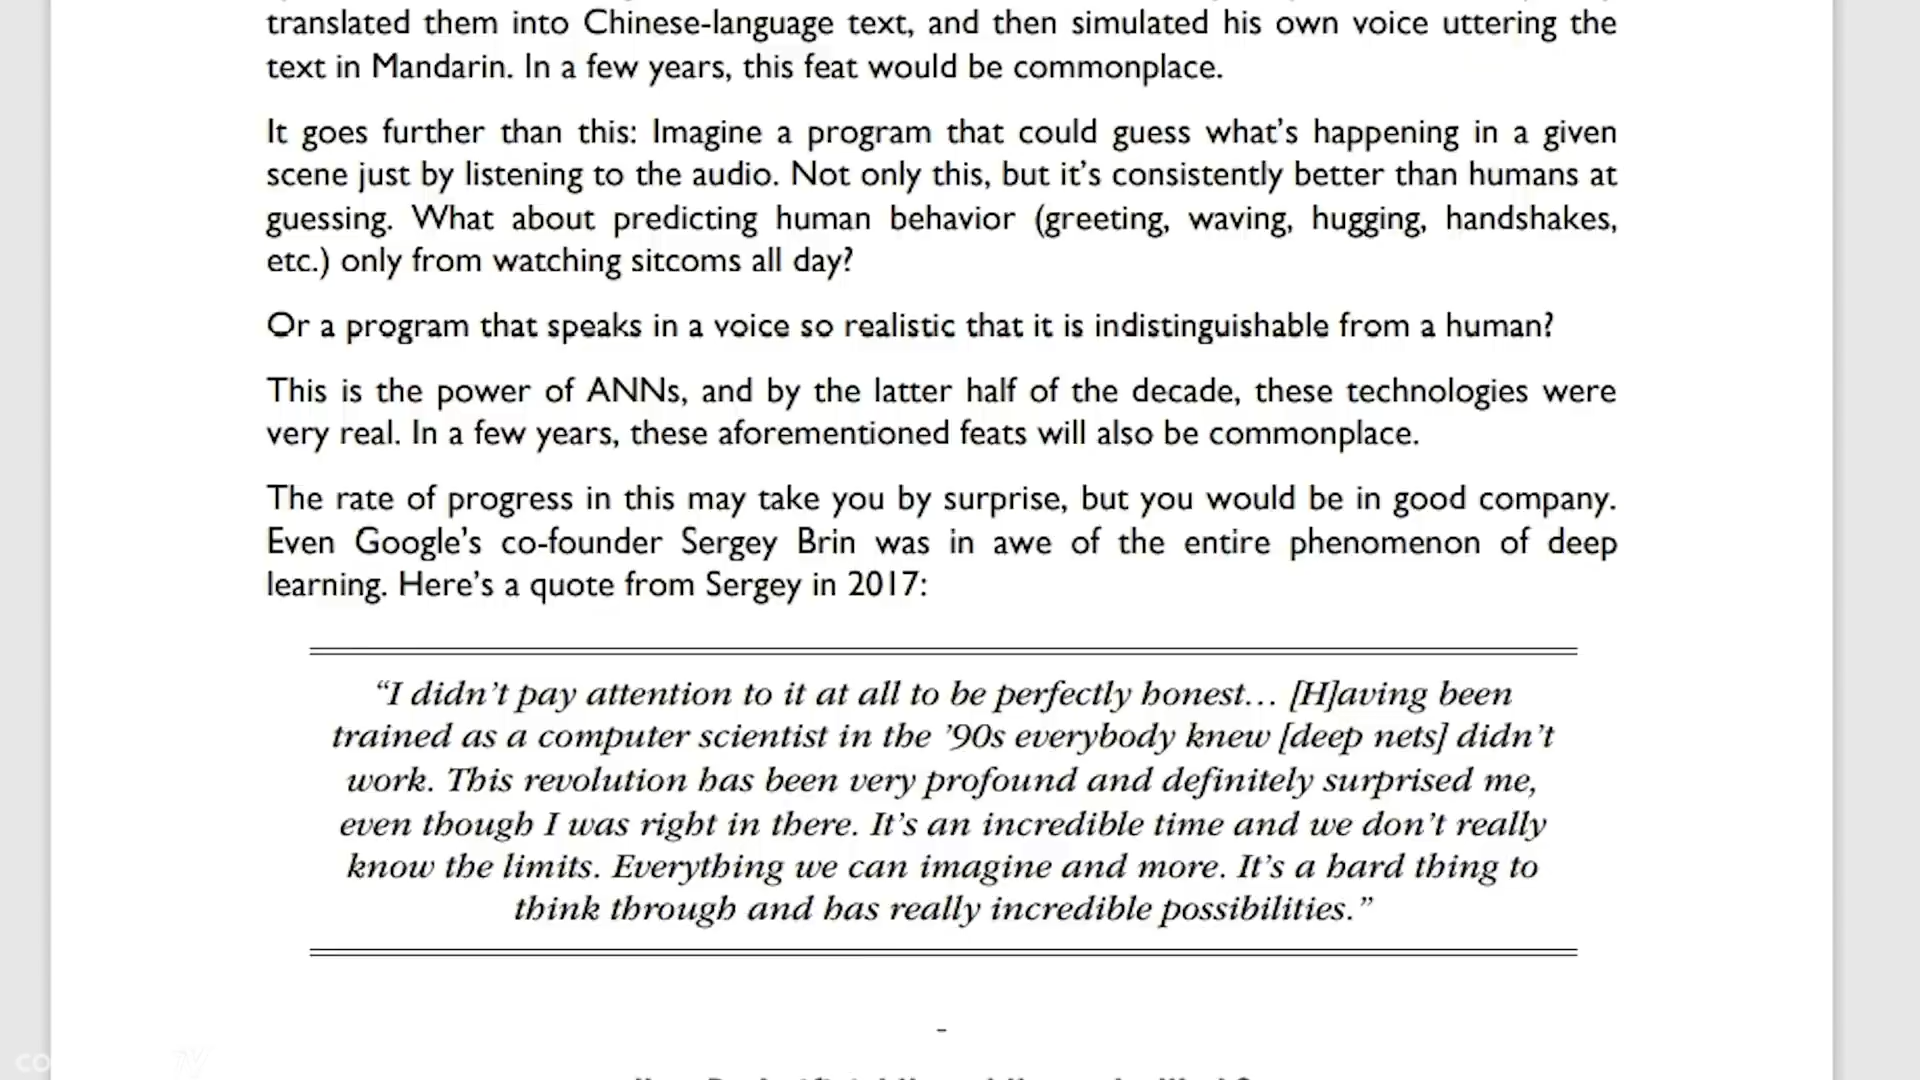 translated them into Chinese-language text, and then simulated his own voice uttering the
text in Mandarin. In a few years, this feat would be commonplace.
It goes further than this: Imagine a program that could guess what’s happening in a given
scene just by listening to the audio. Not only this, but it’s consistently better than humans at
guessing. What about predicting human behavior (greeting, waving, hugging, handshakes,
etc.) only from watching sitcoms all day?
Or a program that speaks in a voice so realistic that it is indistinguishable from a human?
This is the power of ANNs, and by the latter half of the decade, these technologies were
very real. In a few years, these aforementioned feats will also be commonplace.
The rate of progress in this may take you by surprise, but you would be in good company.
Even Google’s co-founder Sergey Brin was in awe of the entire phenomenon of deep
learning. Here’s a quote from Sergey in 2017:
“I didn’t pay attention to it at all to be perfectly honest… [H]aving been
trained as a computer scientist in the ’90s everybody knew [deep nets] didn’t
work. This revolution has been very profound and definitely surprised me,
even though I was right in there. It’s an incredible time and we don’t really
know the limits. Everything we can imagine and more. It’s a hard thing to
think through and has really incredible possibilities.”
-